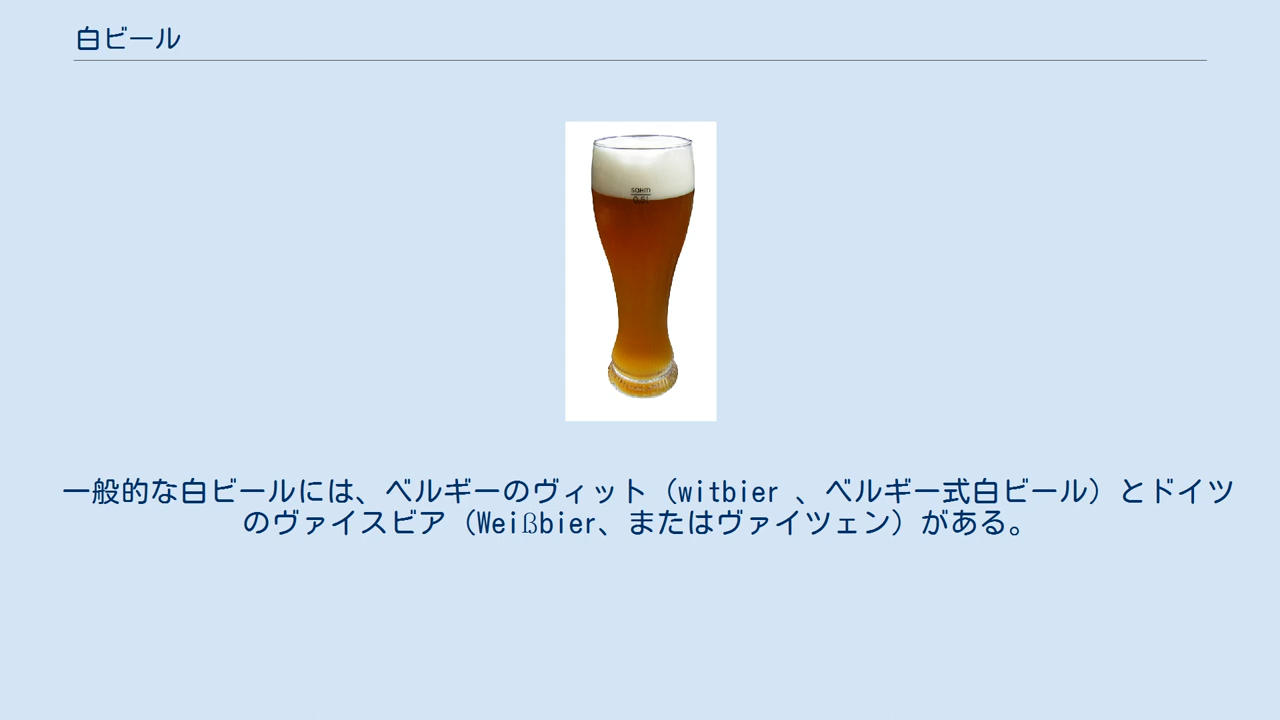 白ビール
sahm
0,5l
一般的な白ビールには、ベルギーのヴィット（witbier 、ベルギー式白ビール）とドイツ
のヴァイスビア（Weißbier、またはヴァイツェン）がある。